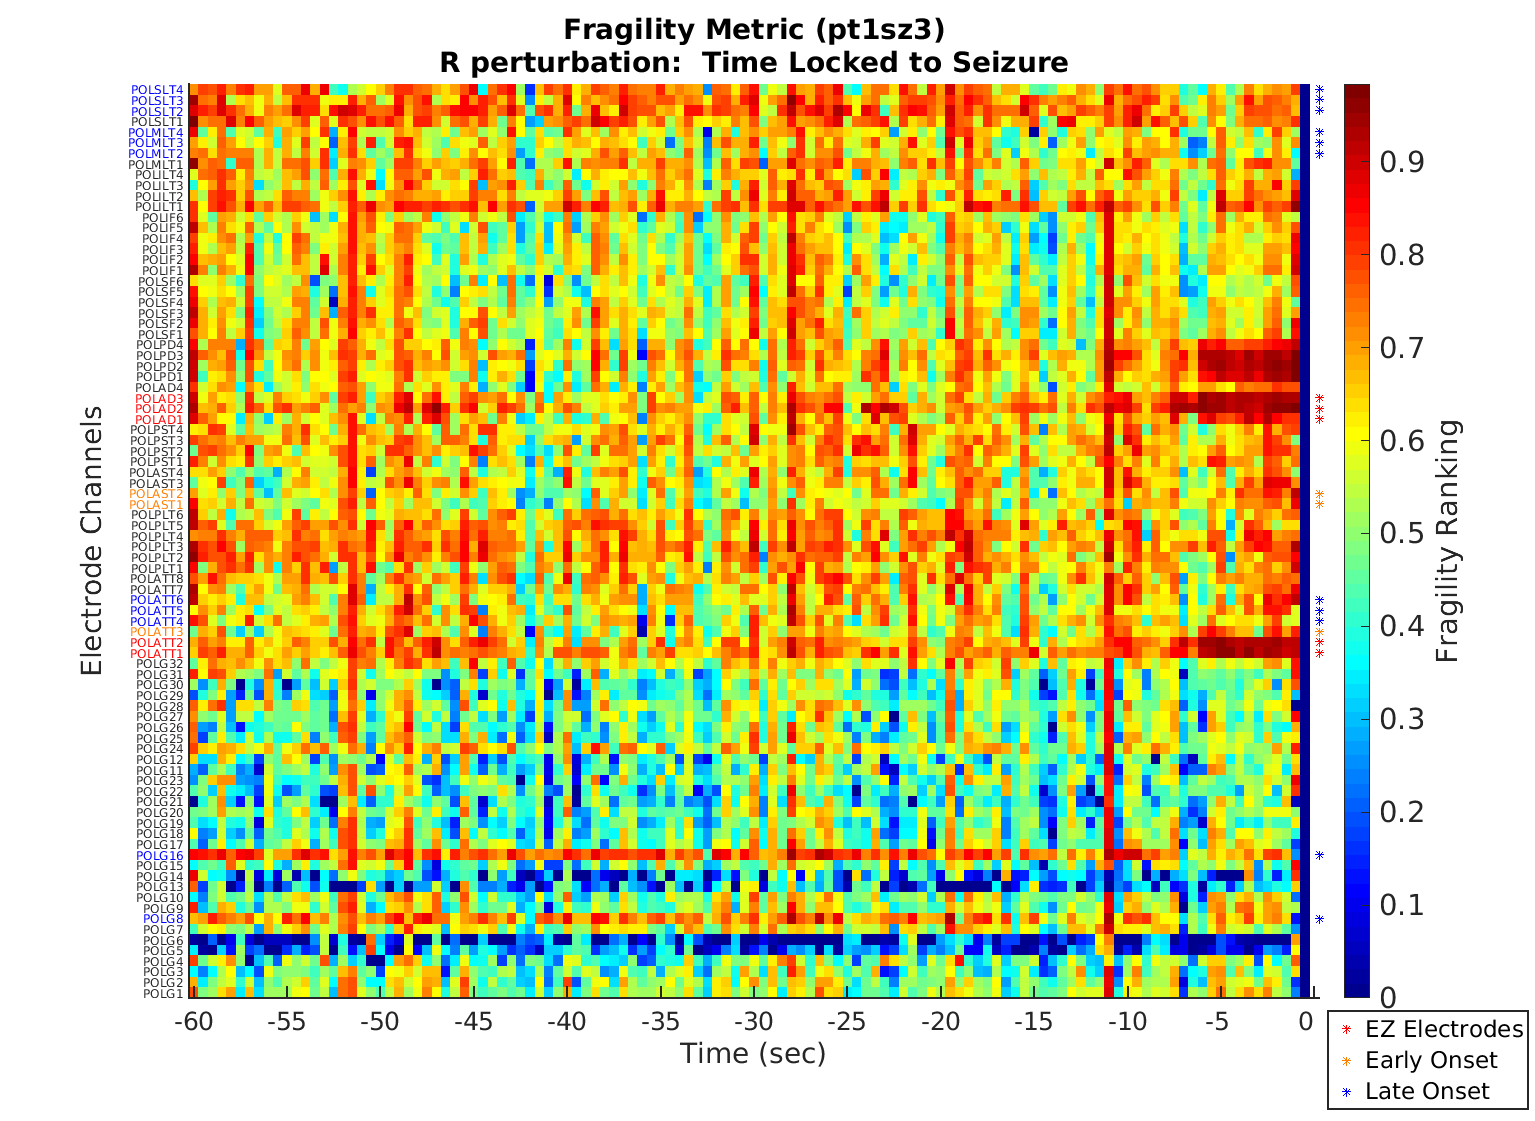 Fragility Metric (pt1sz3)
R perturbation: Time Locked to Seizure
Electrode Channels
POLSLT4
POLSLT3
POLSLT2
POLSLT1
POLMLT4
POLMLT3
POLMLT2
POLMLT1
POLILT4
POLILT3
POLILT2
POLILT1
POLIF6
POLIF5
POLIF4
POLIF3
POLIF2
POLIF1
POLSF6
POLSF5
POLSF4
POLSF3
POLSF2
POLSF1
POLPD4
POLPD3
POLPD2
POLPD1
POLAD4
POLAD3
POLAD2
POLAD1
POLPST4
POLPST3
POLPST2
POLPST1
POLAST4
POLAST3
POLAST2
POLAST1
POLPLT6
POLPLT5
POLPLT4
POLPLT3
POLPLT2
POLPLT1
POLATT8
POLATT7
POLATT6
POLATT5
POLATT4
POLATT3
POLATT2
POLATT1
POLG32
POLG31
POLG30
POLG29
POLG28
POLG27
POLG26
POLG25
POLG24
POLG12
POLG11
POLG23
POLG22
POLG21
POLG20
POLG19
POLG18
POLG17
POLG16
POLG15
POLG14
POLG13
POLG10
POLG9
POLG8
POLG7
POLG6
POLG5
POLG4
POLG3
POLG2
POLG1
-60 -55 -50 -45 -40 -35 -30 -25 -20 -15 -10 -5 0
Time (sec)
0.9
0.8
0.7
0.6
0.5
0.4
0.3
0.2
0.1
0
Fragility Ranking
EZ Electrodes
Early Onset
Late Onset